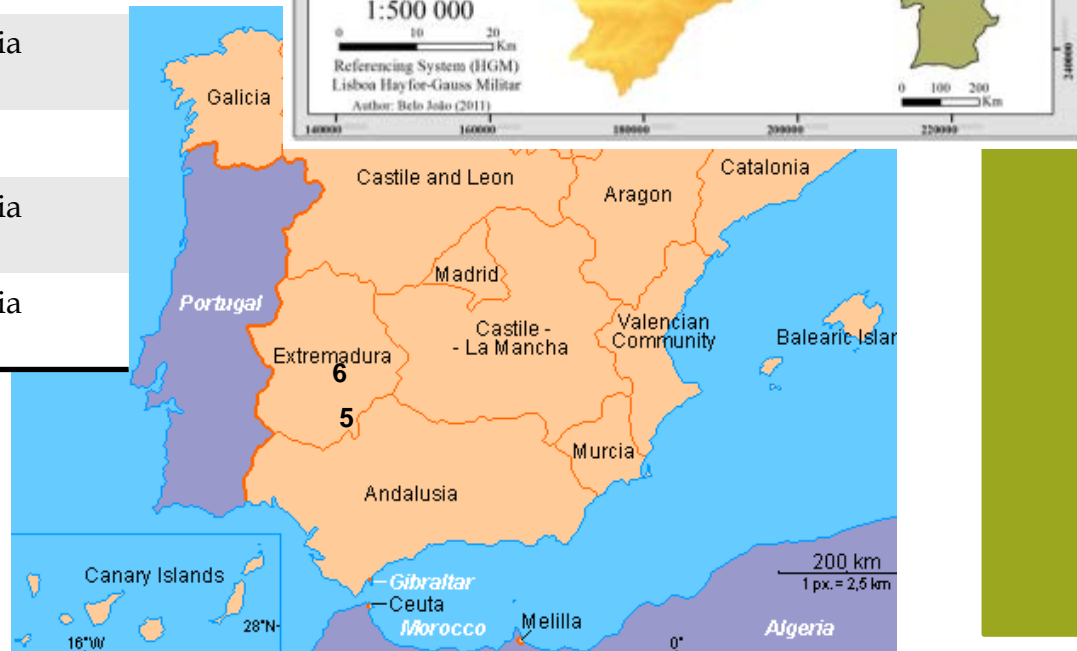 ia
ia
ia
1:500 000
0 10 20
Km
Referencing System (HGM)
Lisboa Hayfor-Gauss Militar
Author: Belo João (2011)
0 100 200
Km
240000
140000 160000 180000 200000 220000
Galicia
Castile and Leon
Aragon
Catalonia
Madrid
Portugal
Castile -
- La Mancha
Valencian
Community
Balearic Islan
Extremadura
6
5
Murcia
Andalusia
Canary Islands
28°N
16°W
Gibraltar
Ceuta
Morocco
Melilla
0°
Algeria
200 km
1 px. = 2,5 km